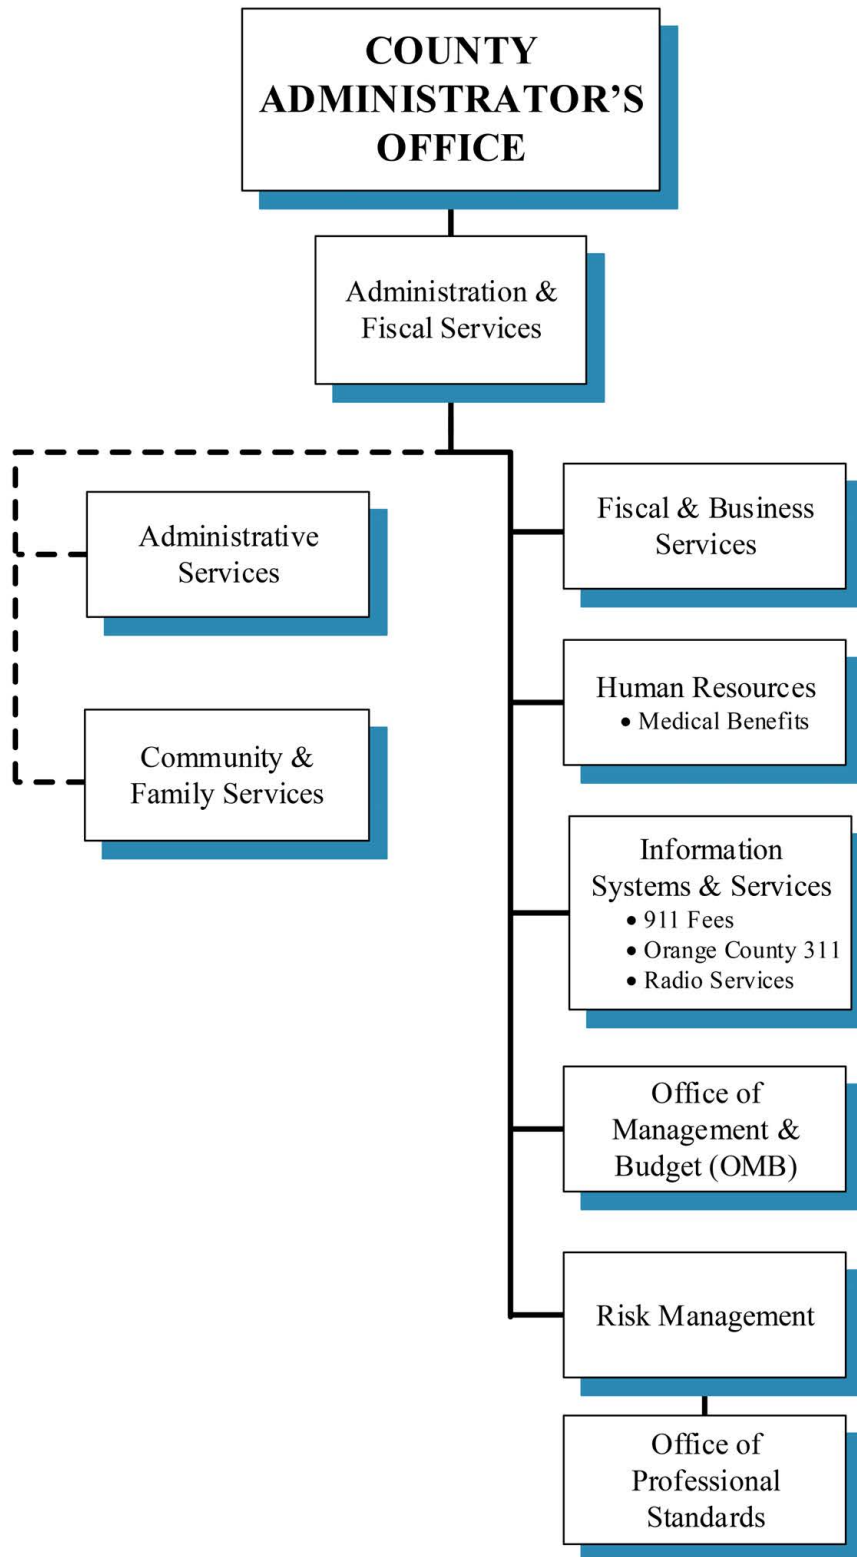 COUNTY
ADMINISTRATOR’S
OFFICE
Administration &
Fiscal Services
Administrative
Services
Community &
Family Services
Fiscal & Business
Services
Human Resources
• Medical Benefits
Information
Systems & Services
• 911 Fees
• Orange County 311
• Radio Services
Office of
Management &
Budget (OMB)
Risk Management
Office of
Professional
Standards